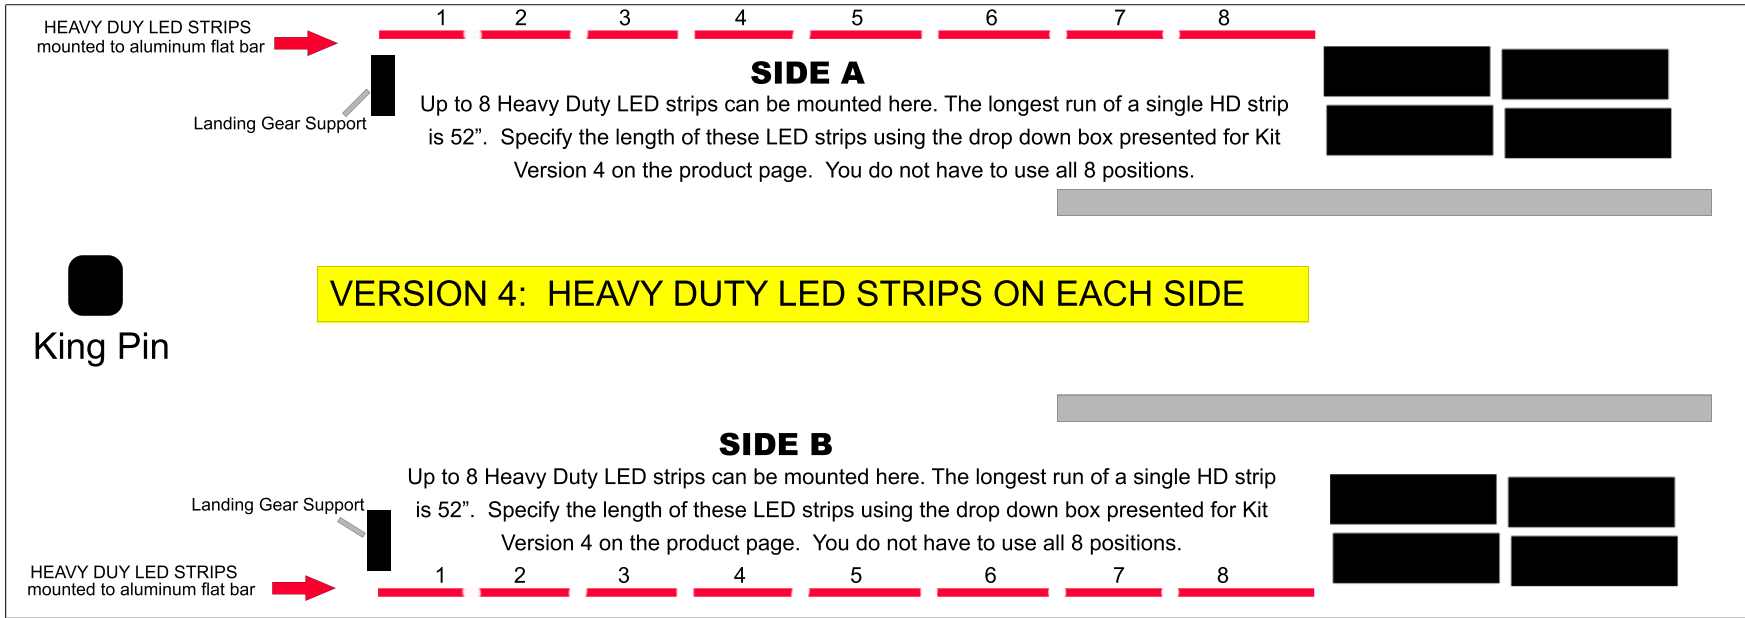 1 2 3 4 5 6 7 8
HEAVY DUY LED STRIPS
mounted to aluminum flat bar
SIDE A
Up to 8 Heavy Duty LED strips can be mounted here. The longest run of a single HD strip
is 52”.  Specify the length of these LED strips using the drop down box presented for Kit
Version 4 on the product page.  You do not have to use all 8 positions.
Landing Gear Support
VERSION 4:  HEAVY DUTY LED STRIPS ON EACH SIDE
King Pin
SIDE B
Up to 8 Heavy Duty LED strips can be mounted here. The longest run of a single HD strip
is 52”.  Specify the length of these LED strips using the drop down box presented for Kit
Version 4 on the product page.  You do not have to use all 8 positions.
Landing Gear Support
HEAVY DUY LED STRIPS
mounted to aluminum flat bar
1 2 3 4 5 6 7 8